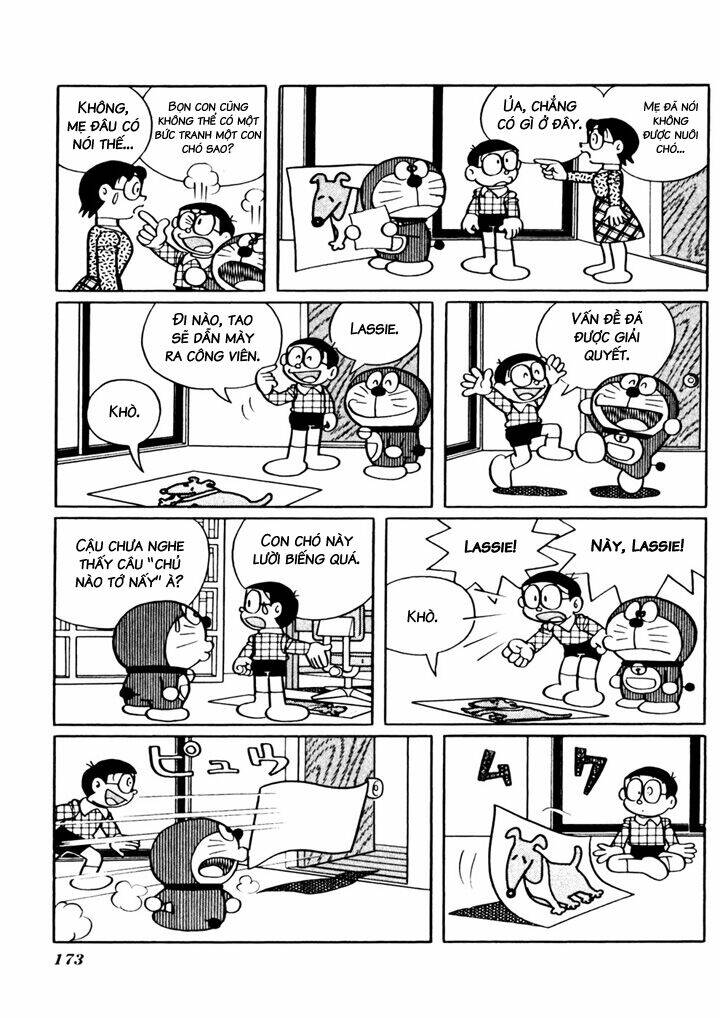 MẸ ĐÃ NÓI
KHÔNG
ĐƯỢC NUÔI
CHÓ...
ỦA, CHẲNG
CÓ GÌ Ở ĐÂY.
BỌN CON CŨNG
KHÔNG THỂ CÓ MỘT
BỨC TRANH MỘT CON
CHÓ SAO?
KHÔNG,
MẸ ĐÂU CÓ
NÓI THẾ...
VẤN ĐỀ ĐÃ
ĐƯỢC GIẢI
QUYẾT.
LASSIE.
ĐI NÀO, TAO
SẼ DẪN MÀY
RA CÔNG VIÊN.
KHÒ.
NÀY, LASSIE!
LASSIE!
KHÒ.
CON CHÓ NÀY
LƯỜI BIẾNG QUÁ.
CẬU CHƯA NGHE
THẤY CÂU "CHỦ
NÀO TỚ NẤY" À?
ムク
ピュウ
173